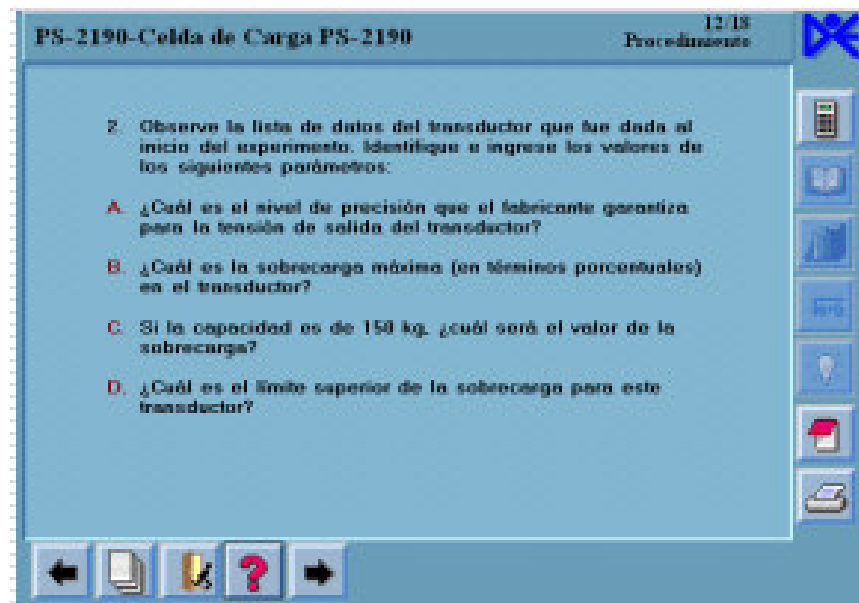 PS-2190-Celda de Carga PS-2190
12/18
Procedimiento
2. Observe la lista de datos del transductor que fue dada al
inicio del experimento. Identifique e ingrese los valores de
los siguientes parámetros:
A. ¿Cuál es el nivel de precisión que el fabricante garantiza
para la tensión de salida del transductor?
B. ¿Cuál es la sobrecarga máxima (en términos porcentuales)
en el transductor?
C. Si la capacidad es de 150 kg, ¿cuál será el valor de la
sobrecarga?
D. ¿Cuál es el límite superior de la sobrecarga para este
transductor?
?